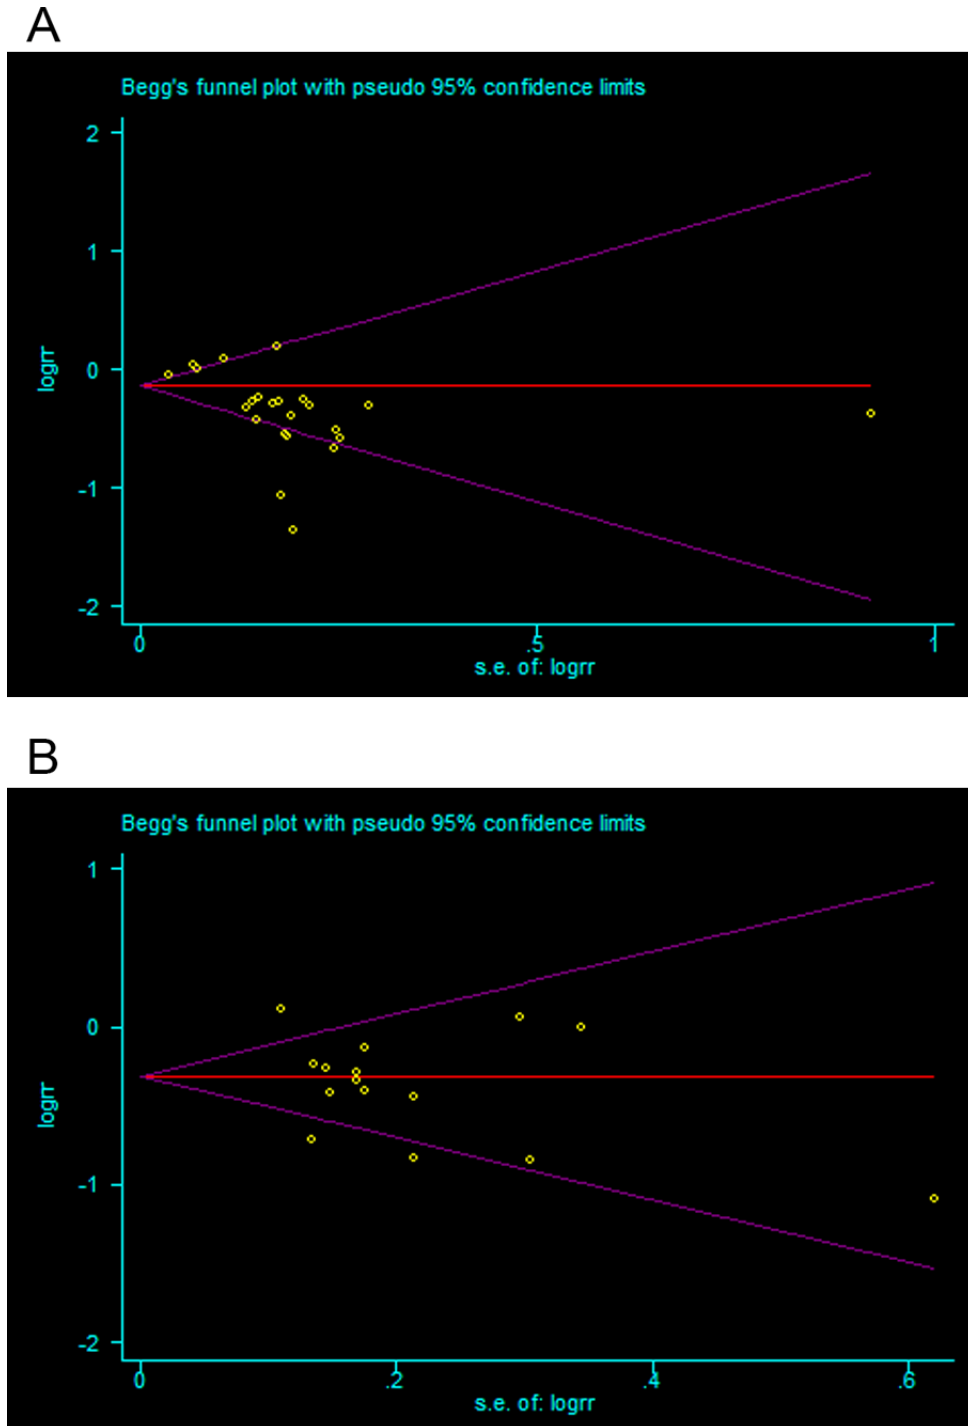 A
Begg's funnel plot with pseudo 95% confidence limits
2
1
0
-1
-2
logrr
0 .5 1
s.e. of: logrr
B
Begg's funnel plot with pseudo 95% confidence limits
1
0
-1
-2
logrr
0 .2 .4 .6
s.e. of: logrr